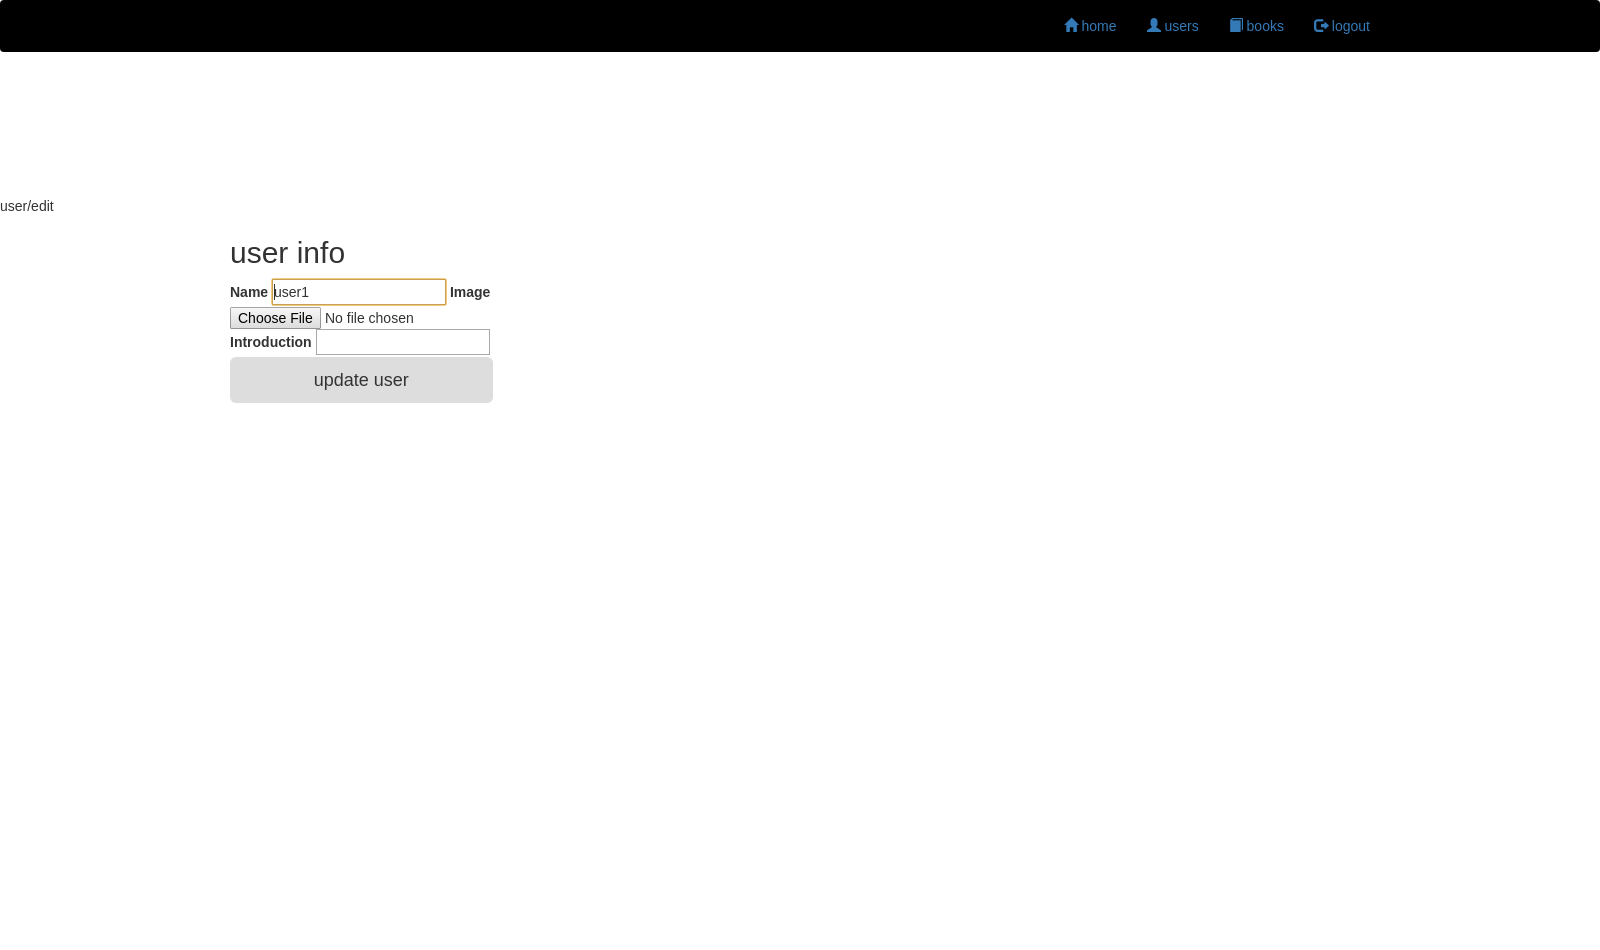 home users books logout
user/edit
user info
Name user1 Image
Choose File No file chosen
Introduction
update user